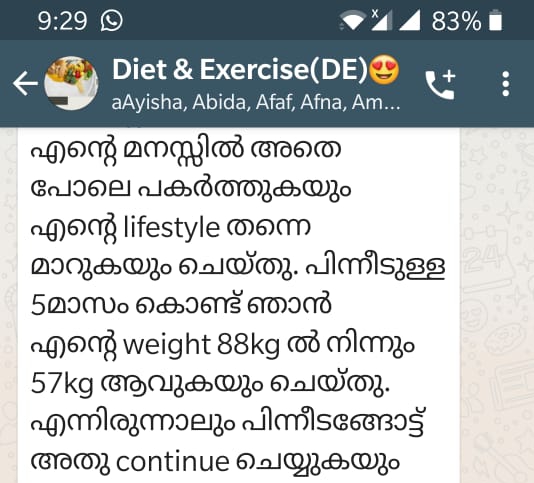 9:29 83%
Diet & Exercise(DE)😍
aAyisha, Abida, Afaf, Afna, Am...
എന്റെ മനസ്സിൽ അതെ
പോലെ പകർത്തുകയും
എന്റെ lifestyle തന്നെ
മാറുകയും ചെയ്തു. പിന്നീടുള്ള
5മാസം കൊണ്ട് ഞാൻ
എന്റെ weight 88kg ൽ നിന്നും
57kg ആവുകയും ചെയ്തു.
എന്നിരുന്നാലും പിന്നീടങ്ങോട്ട്
അതു continue ചെയ്യുകയും